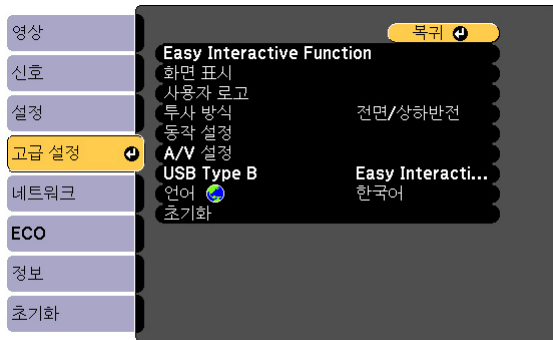 영상
신호
설정
고급 설정
네트워크
ECO
정보
초기화
복귀
Easy Interactive Function
화면 표시
사용자 로고
투사 방식 전면/상하반전
동작 설정
A/V 설정
USB Type B Easy Interacti...
언어 한국어
초기화